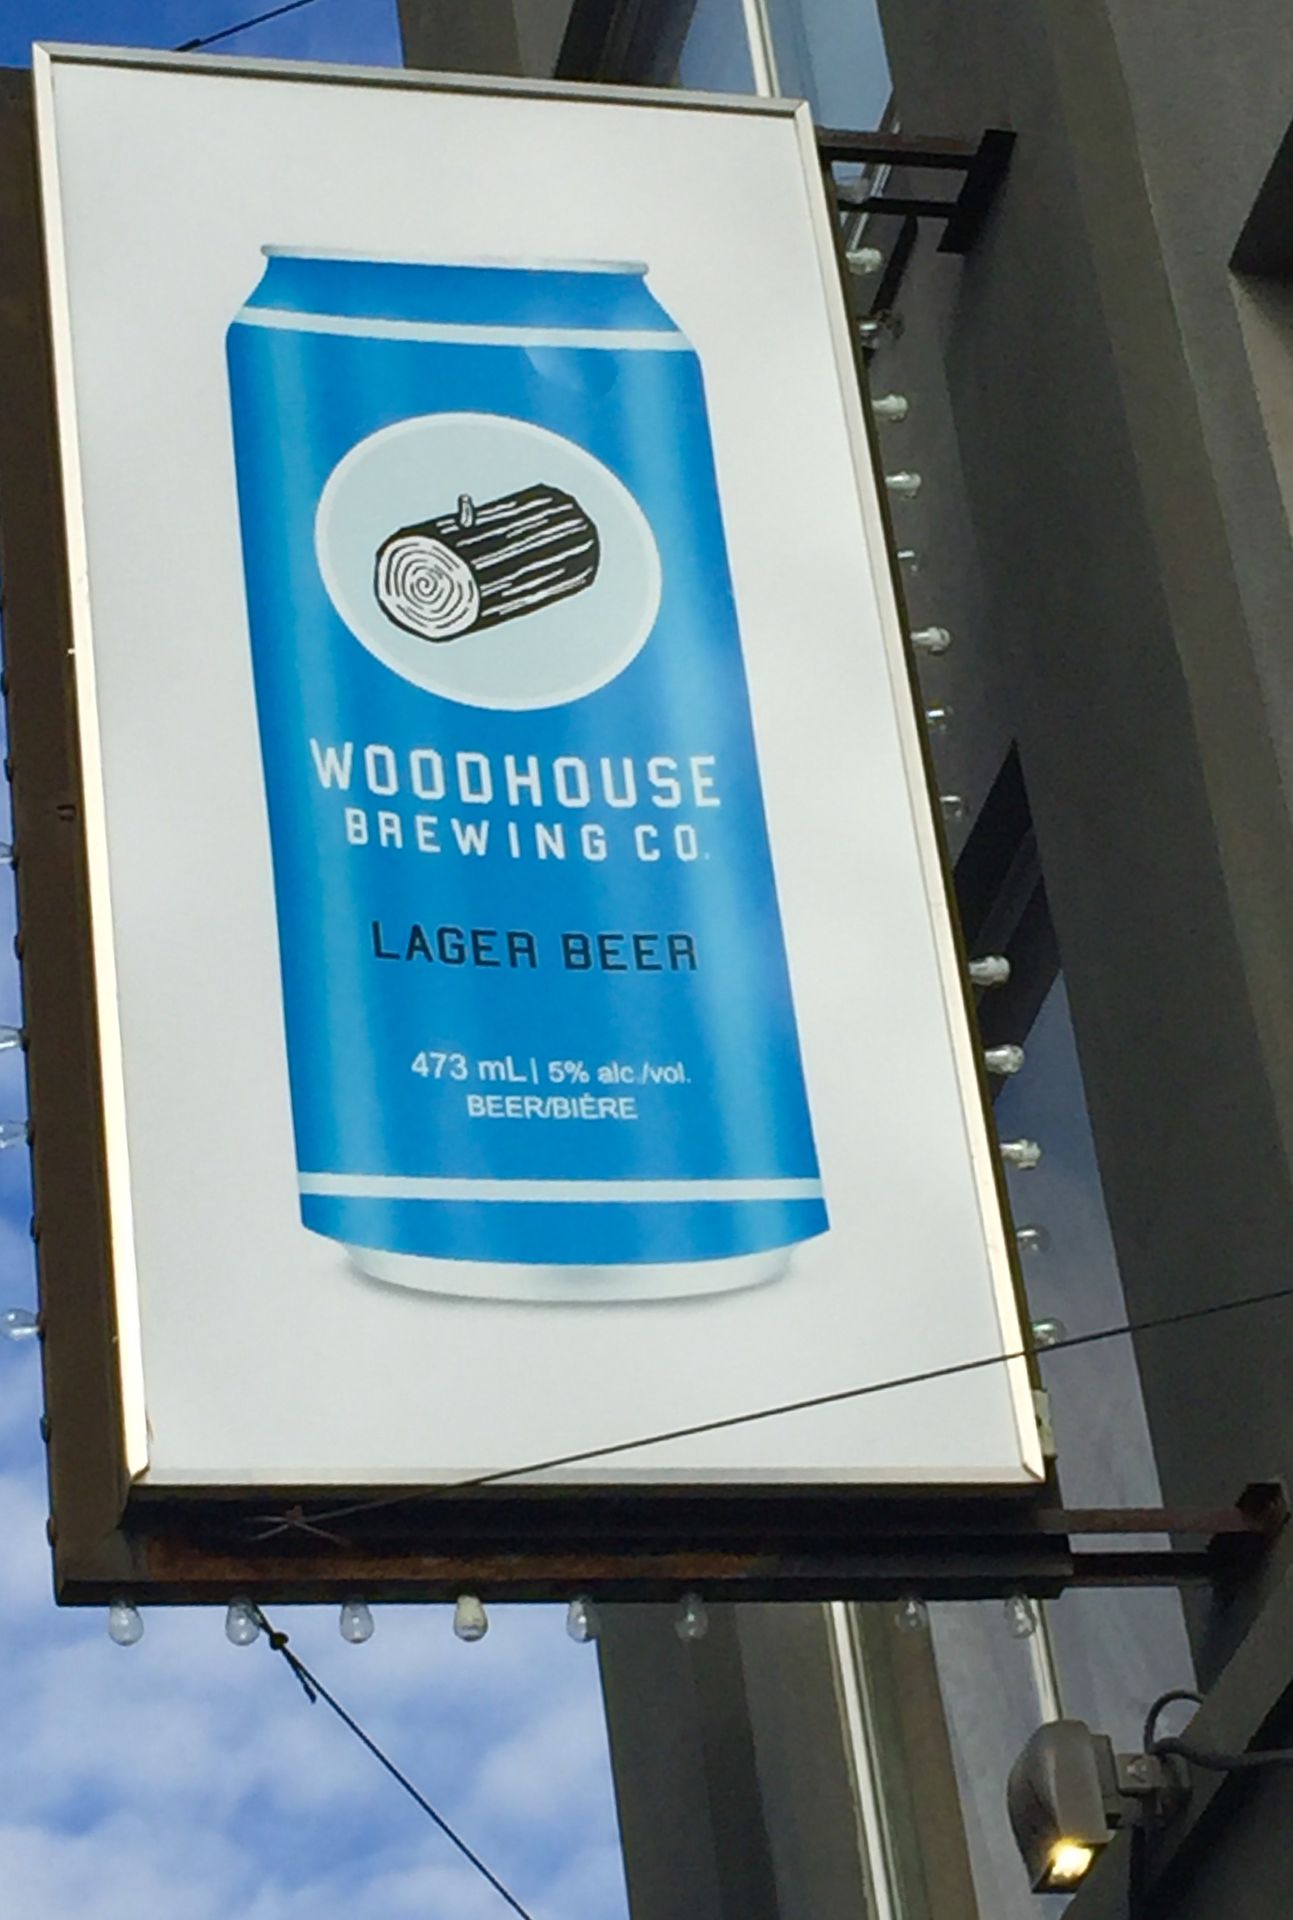 WOODHOUSE
BREWING CO.
LAGER BEER
473 mL | 5% alc /vol.
BEER/BIÈRE